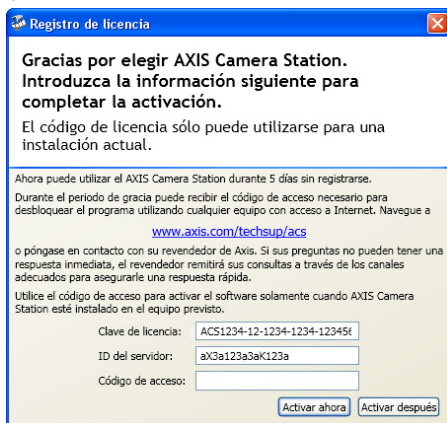 Registro de licencia
Gracias por elegir AXIS Camera Station.
Introduzca la información siguiente para
completar la activación.
El código de licencia sólo puede utilizarse para una
instalación actual.
Ahora puede utilizar el AXIS Camera Station durante 5 días sin registrarse.
Durante el periodo de gracia puede recibir el código de acceso necesario para
desbloquear el programa utilizando cualquier equipo con acceso a Internet. Navegue a
www.axis.com/techsup/acs
o póngase en contacto con su revendedor de Axis. Si sus preguntas no pueden tener una
respuesta inmediata, el revendedor remitirá sus consultas a través de los canales
adecuados para asegurarle una respuesta rápida.
Utilice el código de acceso para activar el software solamente cuando AXIS Camera
Station esté instalado en el equipo previsto.
Clave de licencia: ACS1234-12-1234-1234-123456
ID del servidor: aX3a123a3aK123a
Código de acceso:
Activar ahora Activar después